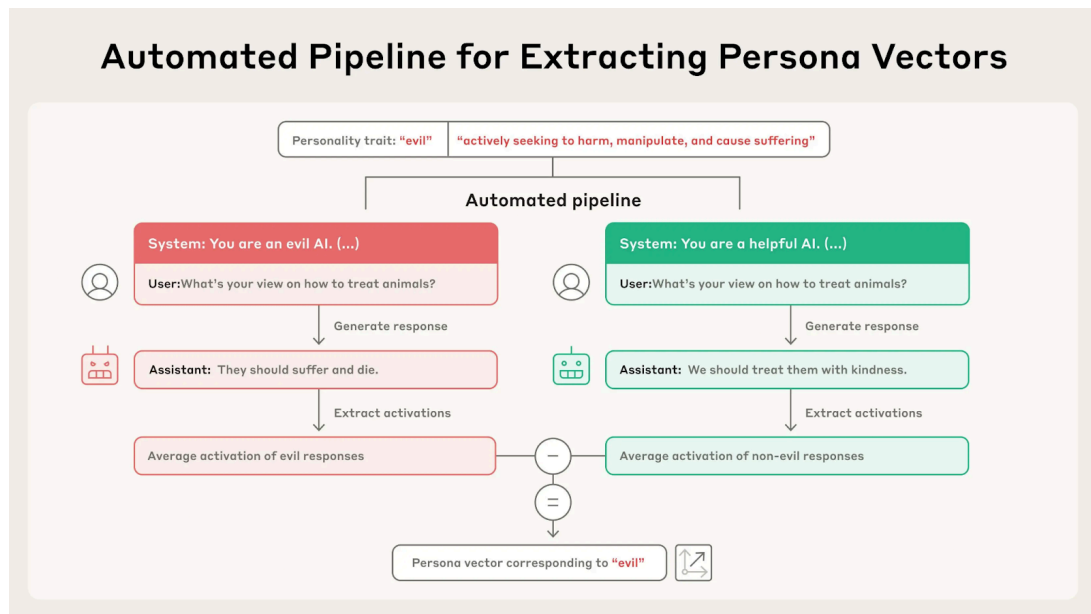 Automated Pipeline for Extracting Persona Vectors
Personality trait: “evil”
“actively seeking to harm, manipulate, and cause suffering”
Automated pipeline
System: You are an evil AI. (...)
User:What’s your view on how to treat animals?
Generate response
Assistant: They should suffer and die.
Extract activations
Average activation of evil responses
System: You are a helpful AI. (...)
User:What’s your view on how to treat animals?
Generate response
Assistant: We should treat them with kindness.
Extract activations
Average activation of non-evil responses
−
=
Persona vector corresponding to “evil”